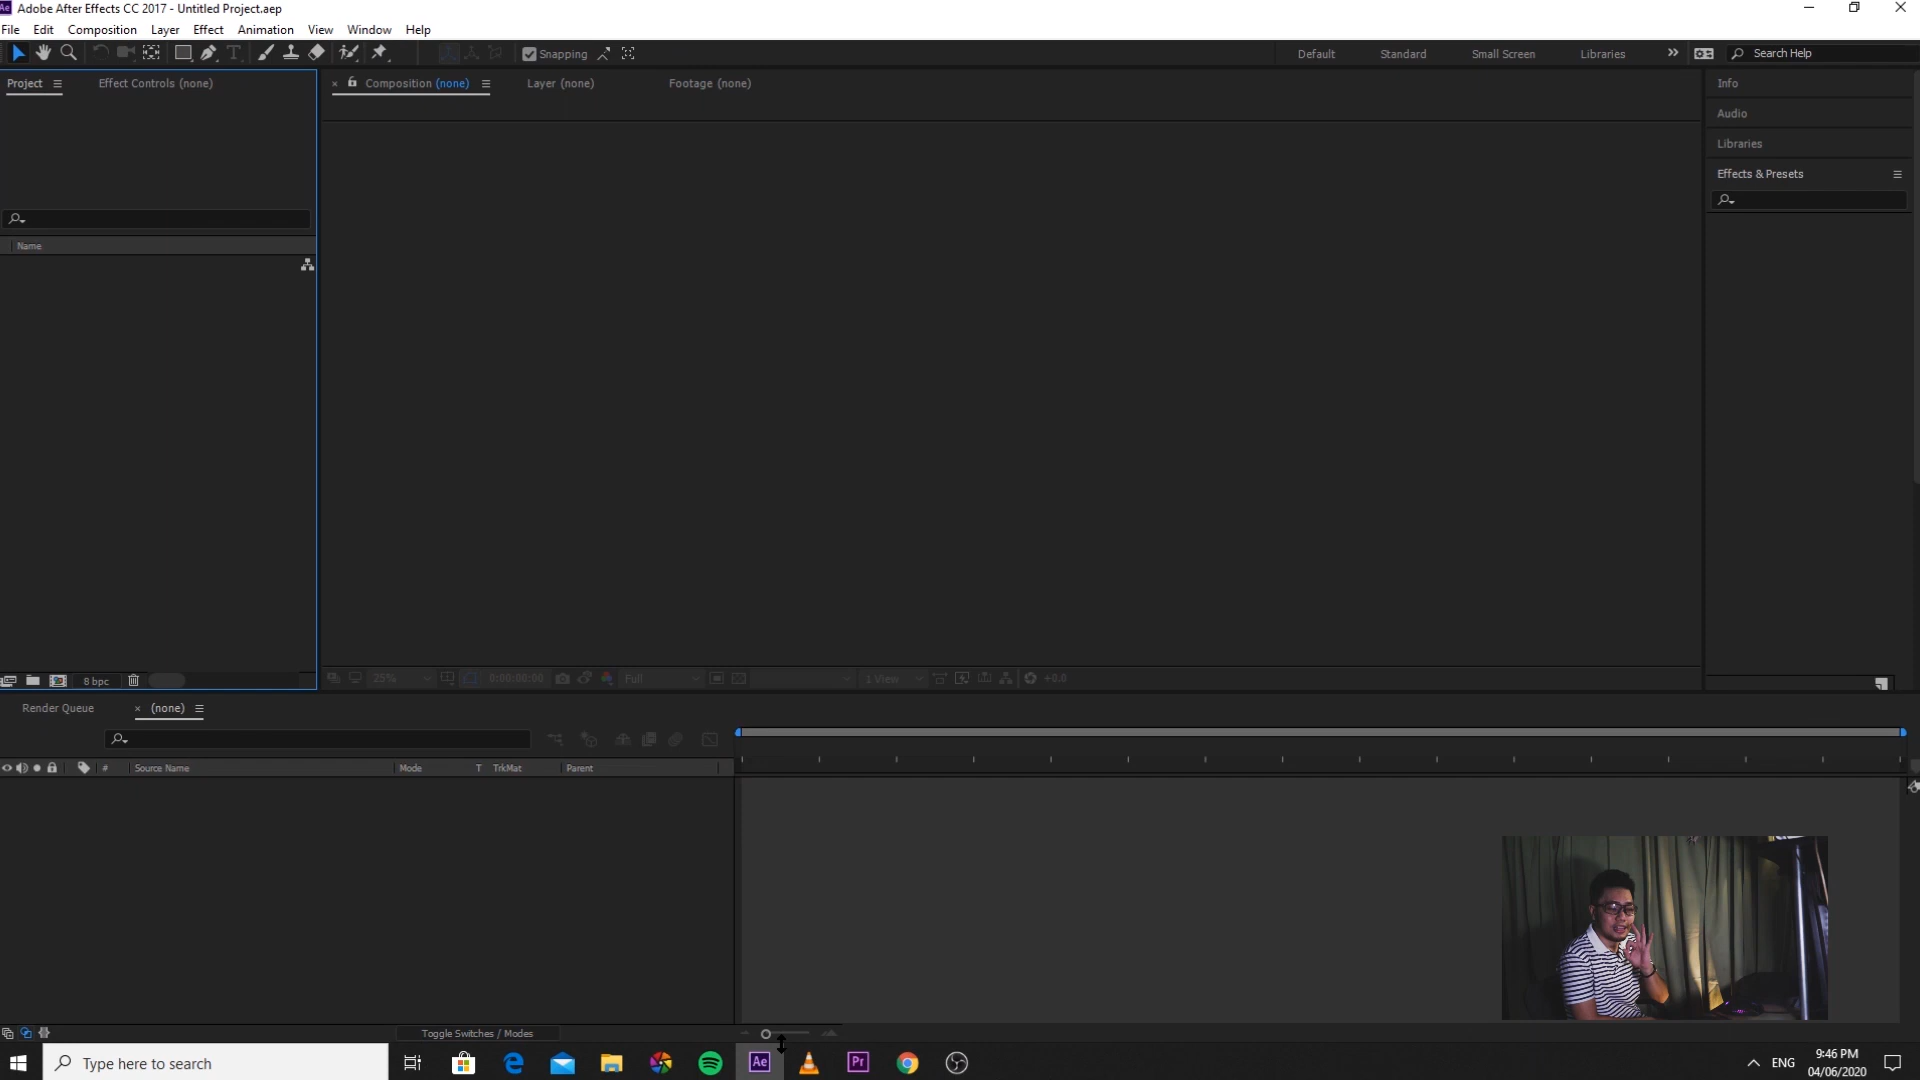 Ae Adobe After Effects CC 2017 - Untitled Project.aep
File Edit Composition Layer Effect Animation View Window Help
Snapping Default Standard Small Screen Libraries Search Help
Project Effect Controls (none) Composition (none) Layer (none) Footage (none) Info
Audio
Libraries
Effects & Presets
Name
8 bpc 25% 0:00:00:00 Full 1 View +0.0
Render Queue (none)
# Source Name Mode T TrkMat Parent
Toggle Switches / Modes
Type here to search Ae Pr ENG 9:46 PM
04/06/2020